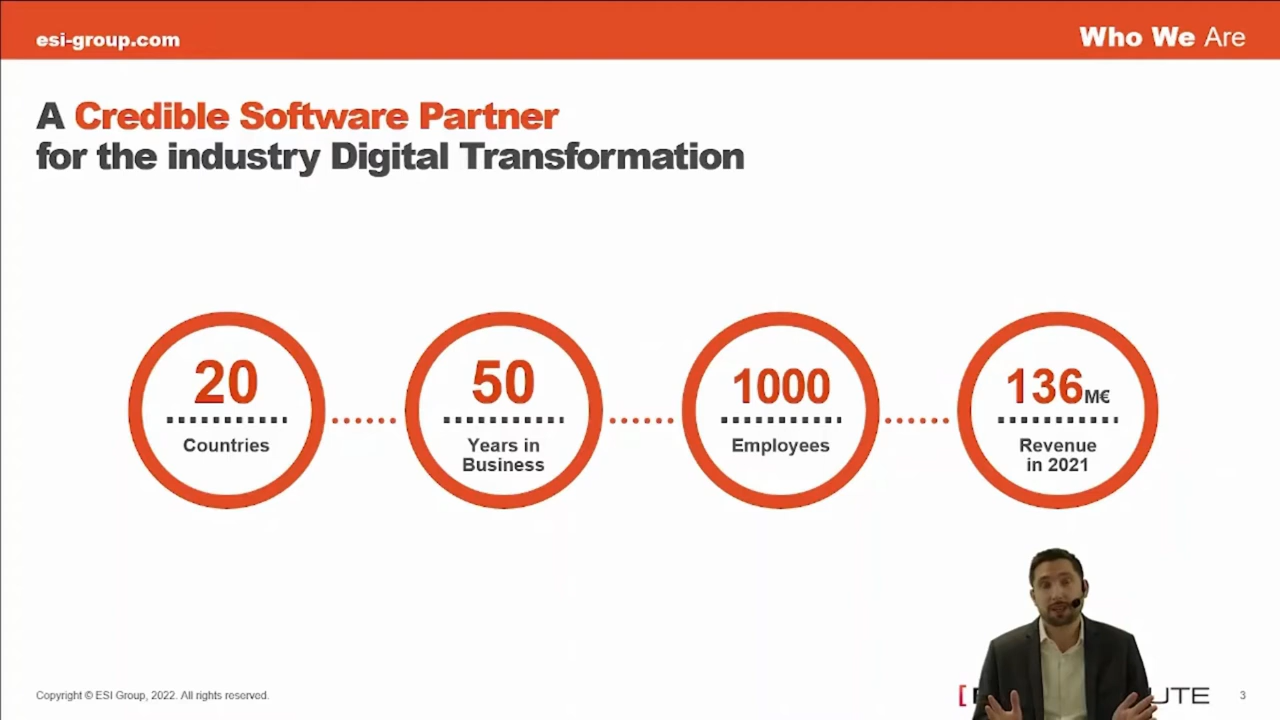 esi-group.com
Who We Are
A Credible Software Partner
for the industry Digital Transformation
20
Countries
50
Years in
Business
1000
Employees
136M€
Revenue
in 2021
Copyright © ESI Group, 2022. All rights reserved.
3